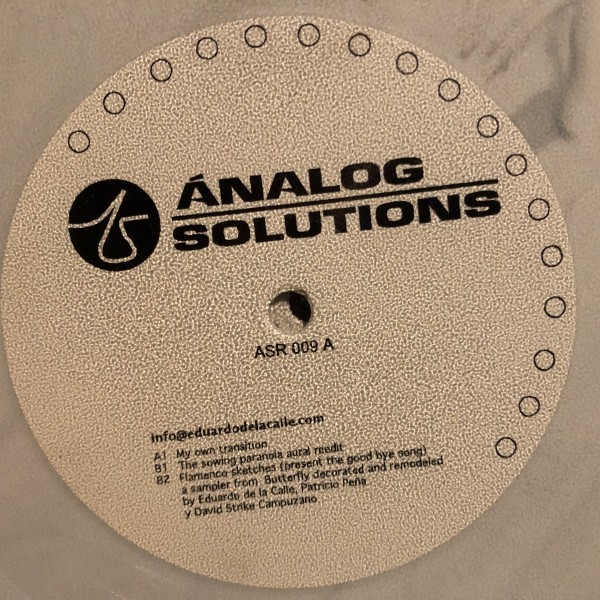 ÁNALOG
SOLUTIONS
ASR 009 A
info@eduardodelacalle.com
A1 My own transition
B1 The sowing paranoia aural reedit
B2 Flamenco sketches (bresent the good bye song)
a sampler from. Butterfly decorated and remodeled
by Eduardo de la Calle, Patricio Peña
y David Strike Campuzano.